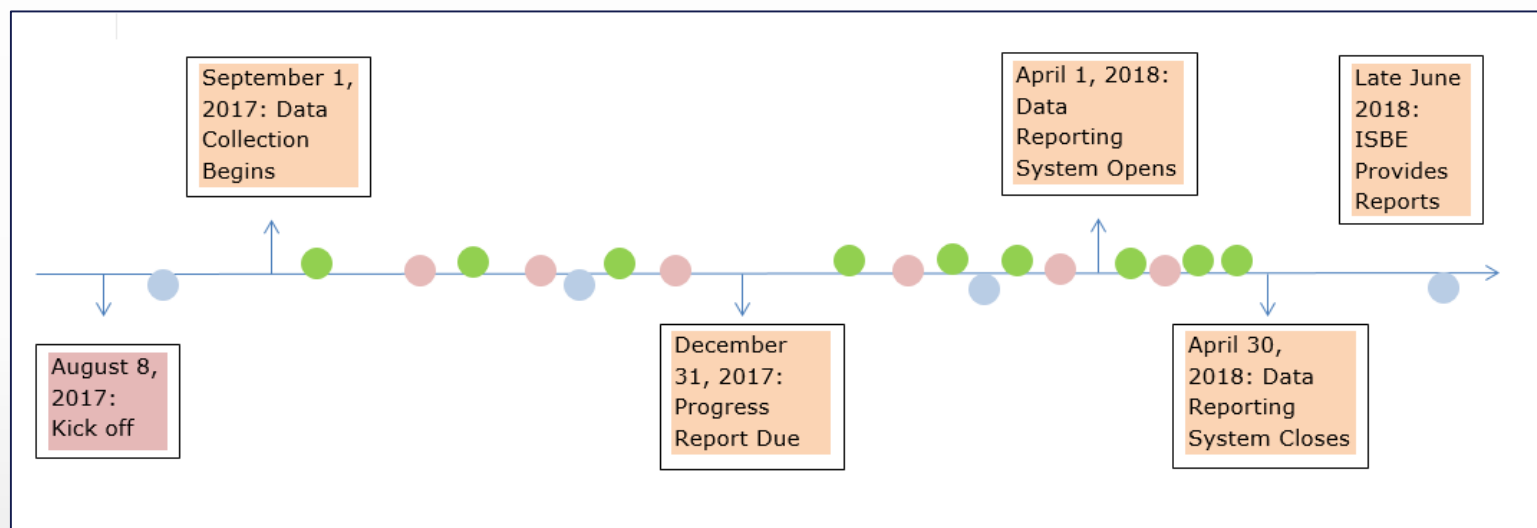 September 1,
2017: Data
Collection
Begins
April 1, 2018:
Data
Reporting
System Opens
Late June
2018:
ISBE
Provides
Reports
August 8,
2017:
Kick off
December
31, 2017:
Progress
Report Due
April 30,
2018: Data
Reporting
System Closes